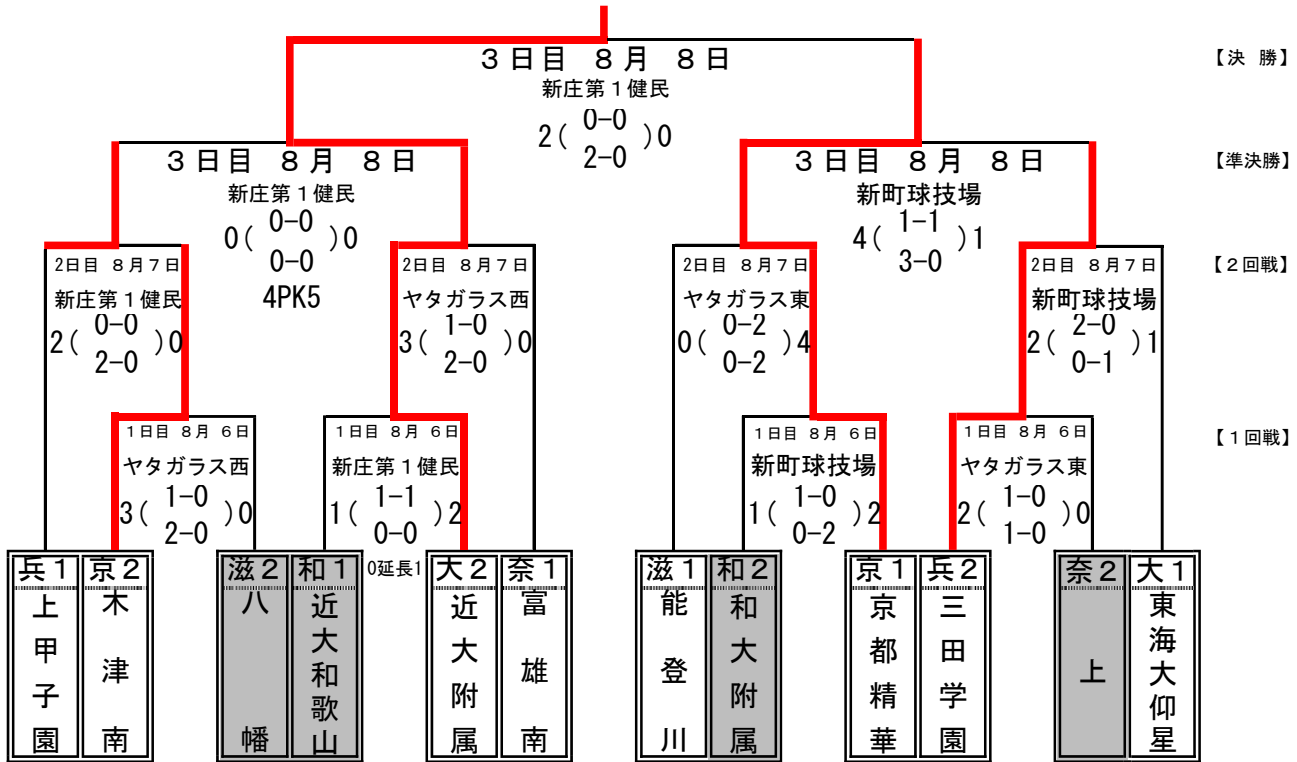 ３日目 ８月 ８日
【決 勝】
新庄第１健民
0-0
2( )0
2-0
３日目 ８月 ８日
３日目 ８月 ８日
【準決勝】
新庄第１健民
新町球技場
0-0
1-1
0( )0
4( )1
0-0
3-0
4PK5
2日目 ８月７日
2日目 ８月７日
2日目 ８月７日
2日目 ８月７日
【２回戦】
新庄第１健民
ヤタガラス西
ヤタガラス東
新町球技場
0-0
1-0
0-2
2-0
2( )0
3( )0
0( )4
2( )1
2-0
2-0
0-2
0-1
１日目 ８月 ６日
１日目 ８月 ６日
１日目 ８月 ６日
１日目 ８月 ６日
【１回戦】
ヤタガラス西
新庄第１健民
新町球技場
ヤタガラス東
1-0
1-1
1-0
1-0
3( )0
1( )2
1( )2
2( )0
2-0
0-0
0-2
1-0
0延長1
兵１
上甲子園
京２
木津南
滋２
八幡
和１
近大和歌山
大２
近大附属
奈１
富雄南
滋１
能登川
和２
和大附属
京１
京都精華
兵２
三田学園
奈２
上
大１
東海大仰星